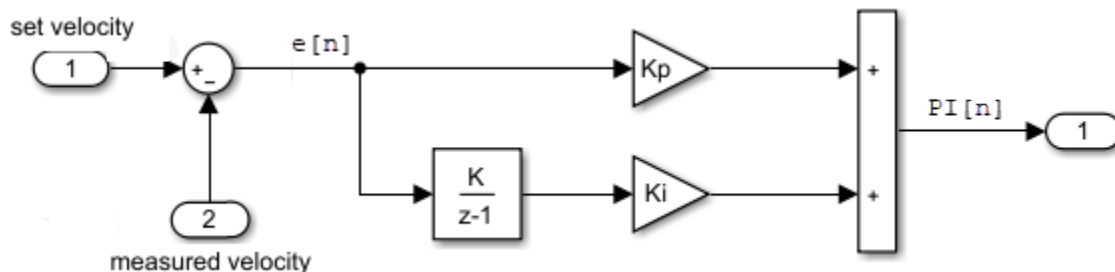 set velocity
1
+
−
e[n]
Kp
+
PI[n]
1
K
z-1
Ki
+
2
measured velocity